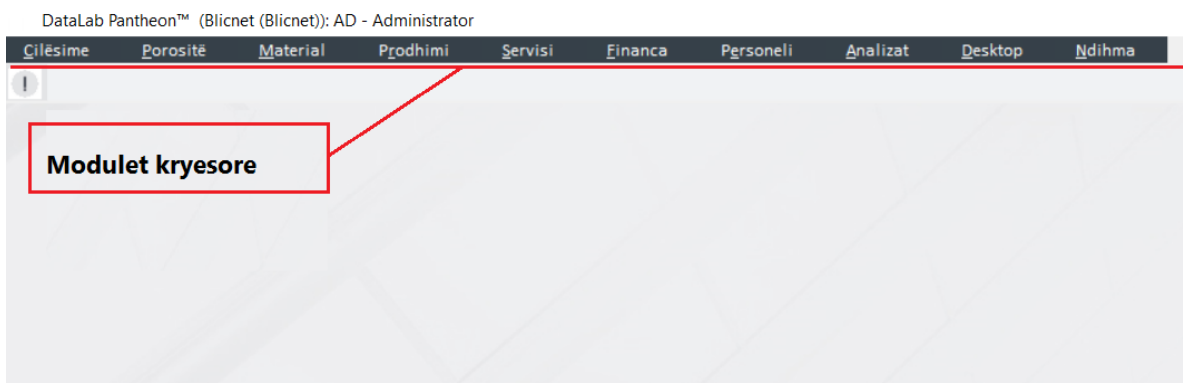 DataLab Pantheon™ (Blicnet (Blicnet)): AD - Administrator
Cilësime Porositë Material Prodhimi Servisi Financa Personeli Analizat Desktop Ndihma
Modulet kryesore